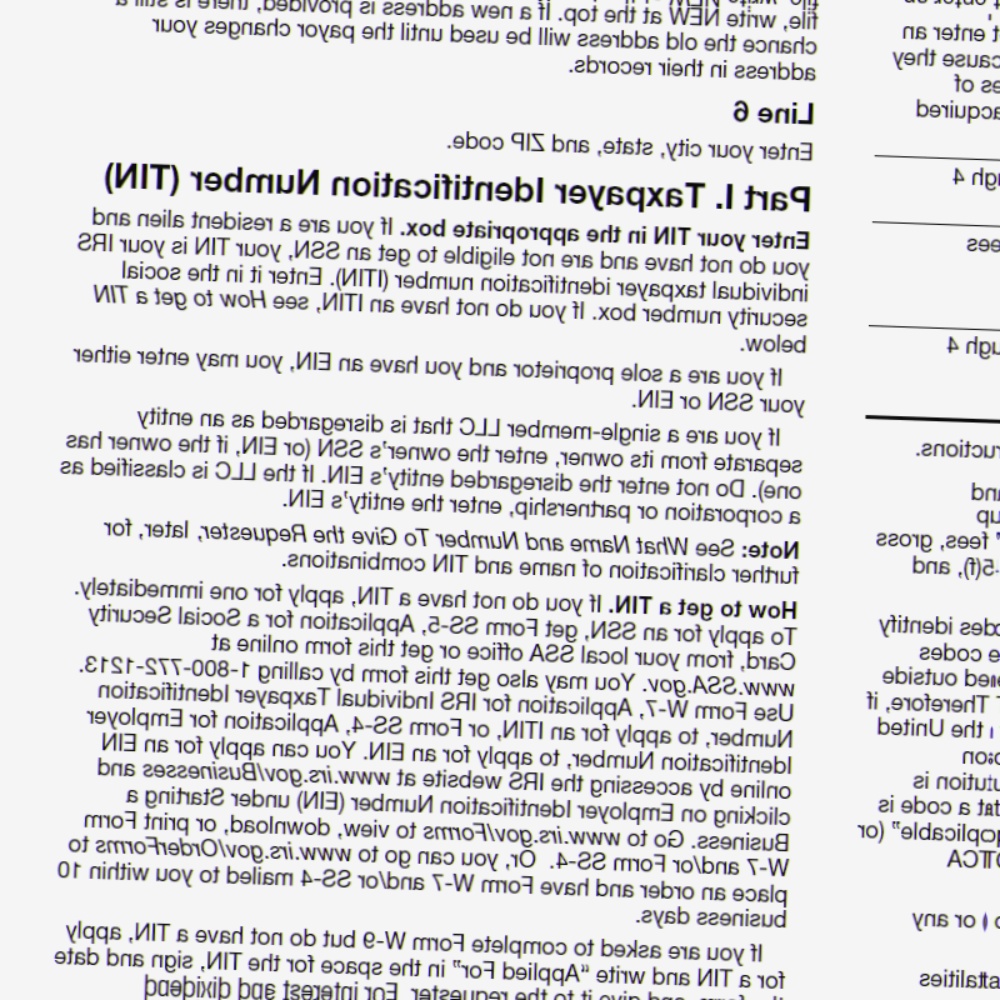 enter an
they
of
acquired
4
4
and
up
fees, gross
and
identify
codes
outside
Therefore, if
the United
is
a code is
(or
or any
file, write NEW at the top. If a new address is provided, there is still a
chance the old address will be used until the payor changes your
address in their records.
Line 6
Enter your city, state, and ZIP code.
Part I. Taxpayer Identification Number (TIN)
Enter your TIN in the appropriate box. If you are a resident alien and
you do not have and are not eligible to get an SSN, your TIN is your IRS
individual taxpayer identification number (ITIN). Enter it in the social
security number box. If you do not have an ITIN, see How to get a TIN
below.
If you are a sole proprietor and you have an EIN, you may enter either
your SSN or EIN.
If you are a single-member LLC that is disregarded as an entity
separate from its owner, enter the owner's SSN (or EIN, if the owner has
one). Do not enter the disregarded entity's EIN. If the LLC is classified as
a corporation or partnership, enter the entity's EIN.
Note: See What Name and Number To Give the Requester, later, for
further clarification of name and TIN combinations.
How to get a TIN. If you do not have a TIN, apply for one immediately.
To apply for an SSN, get Form SS-5, Application for a Social Security
Card, from your local SSA office or get this form online at
www.SSA.gov. You may also get this form by calling 1-800-772-1213.
Use Form W-7, Application for IRS Individual Taxpayer Identification
Number, to apply for an ITIN, or Form SS-4, Application for Employer
Identification Number, to apply for an EIN. You can apply for an EIN
online by accessing the IRS website at www.irs.gov/Businesses and
clicking on Employer Identification Number (EIN) under Starting a
Business. Go to www.irs.gov/Forms to view, download, or print Form
W-7 and/or Form SS-4. Or, you can go to www.irs.gov/OrderForms to
place an order and have Form W-7 and/or SS-4 mailed to you within 10
business days.
If you are asked to complete Form W-9 but do not have a TIN, apply
for a TIN and write “Applied For” in the space for the TIN, sign and date
the form, and give it to the requester. For interest and dividend